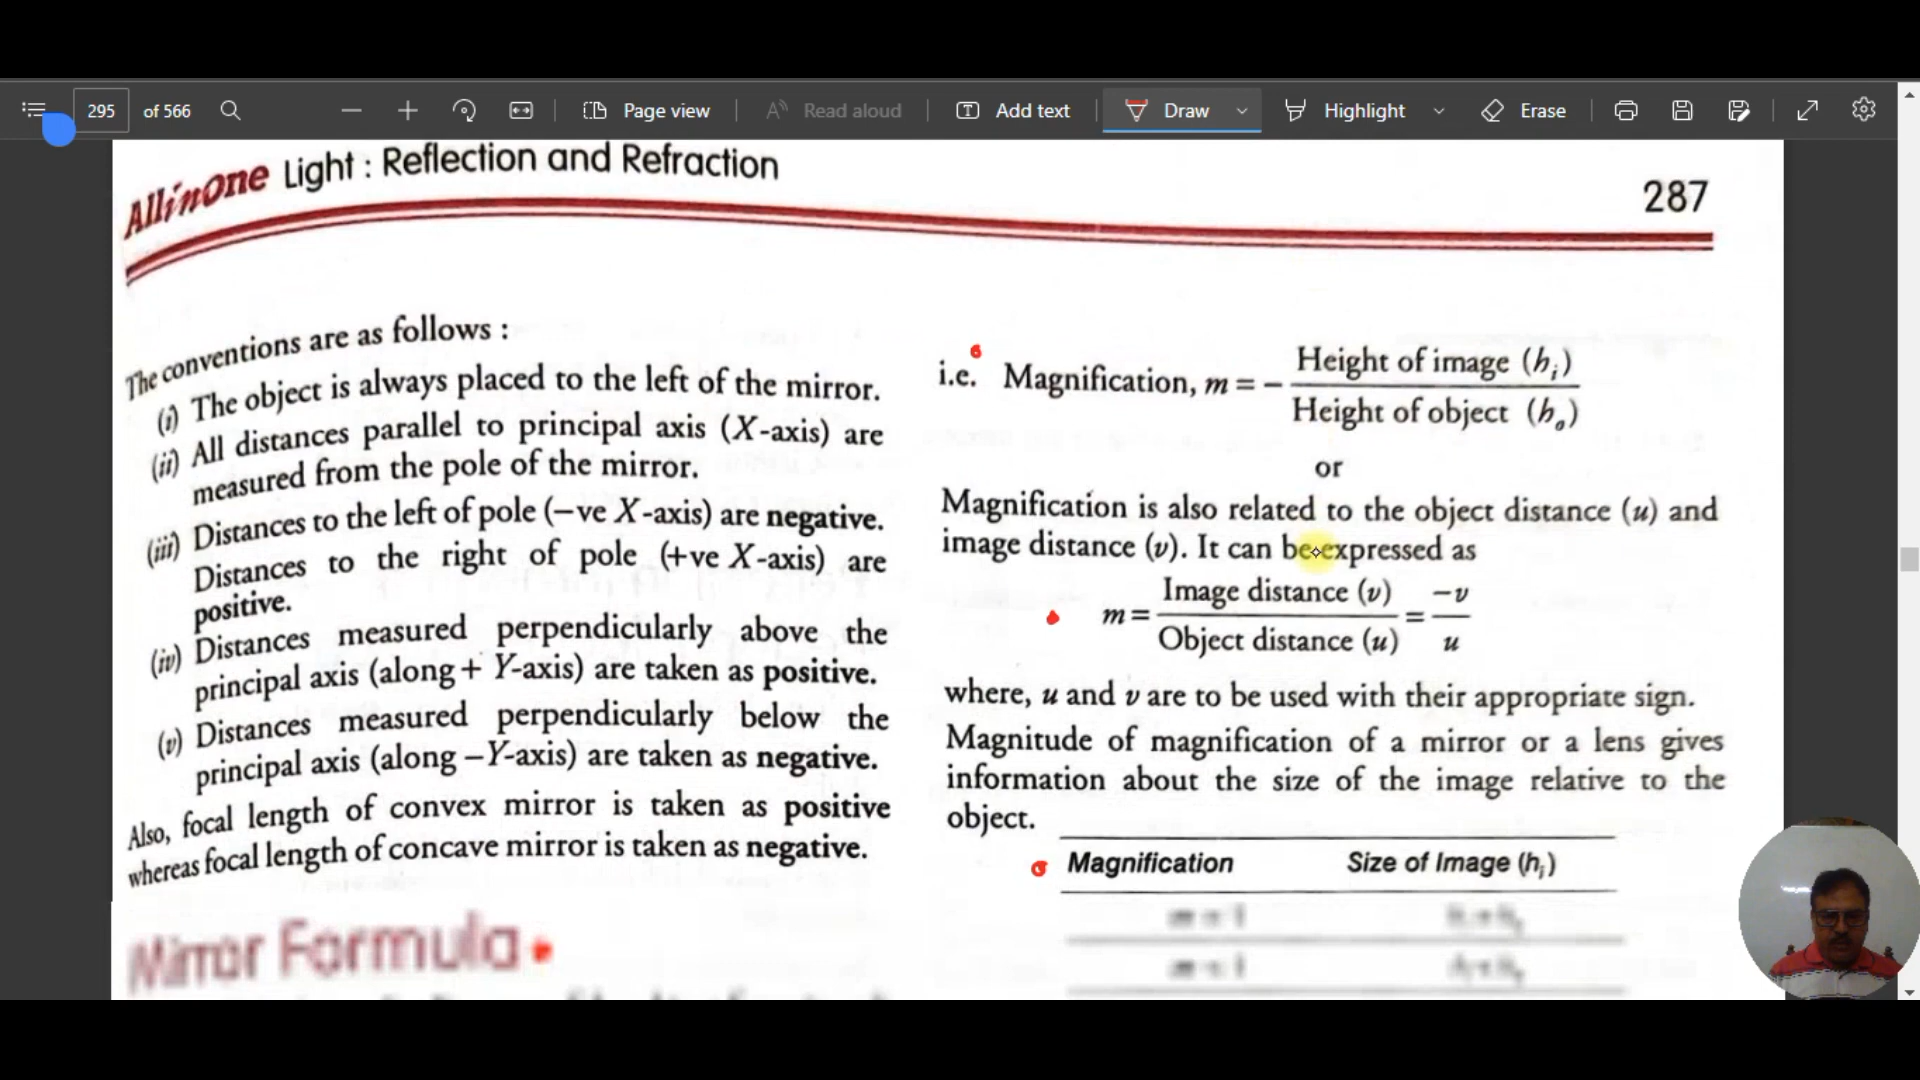 295 of 566 Page view Read aloud Add text Draw Highlight Erase
All in One Light : Reflection and Refraction
287
The conventions are as follows :
(i) The object is always placed to the left of the mirror.
(ii) All distances parallel to principal axis (X-axis) are
measured from the pole of the mirror.
(iii) Distances to the left of pole (−ve X-axis) are negative.
Distances to the right of pole (+ve X-axis) are
positive.
(iv) Distances measured perpendicularly above the
principal axis (along + Y-axis) are taken as positive.
(v) Distances measured perpendicularly below the
principal axis (along −Y-axis) are taken as negative.
Also, focal length of convex mirror is taken as positive
whereas focal length of concave mirror is taken as negative.
Mirror Formula
i.e. Magnification, m = − Height of image (hᵢ)
Height of object (hₒ)
or
Magnification is also related to the object distance (u) and
image distance (v). It can be expressed as
m = Image distance (v) = −v
Object distance (u) u
where, u and v are to be used with their appropriate sign.
Magnitude of magnification of a mirror or a lens gives
information about the size of the image relative to the
object.
Magnification Size of Image (hᵢ)